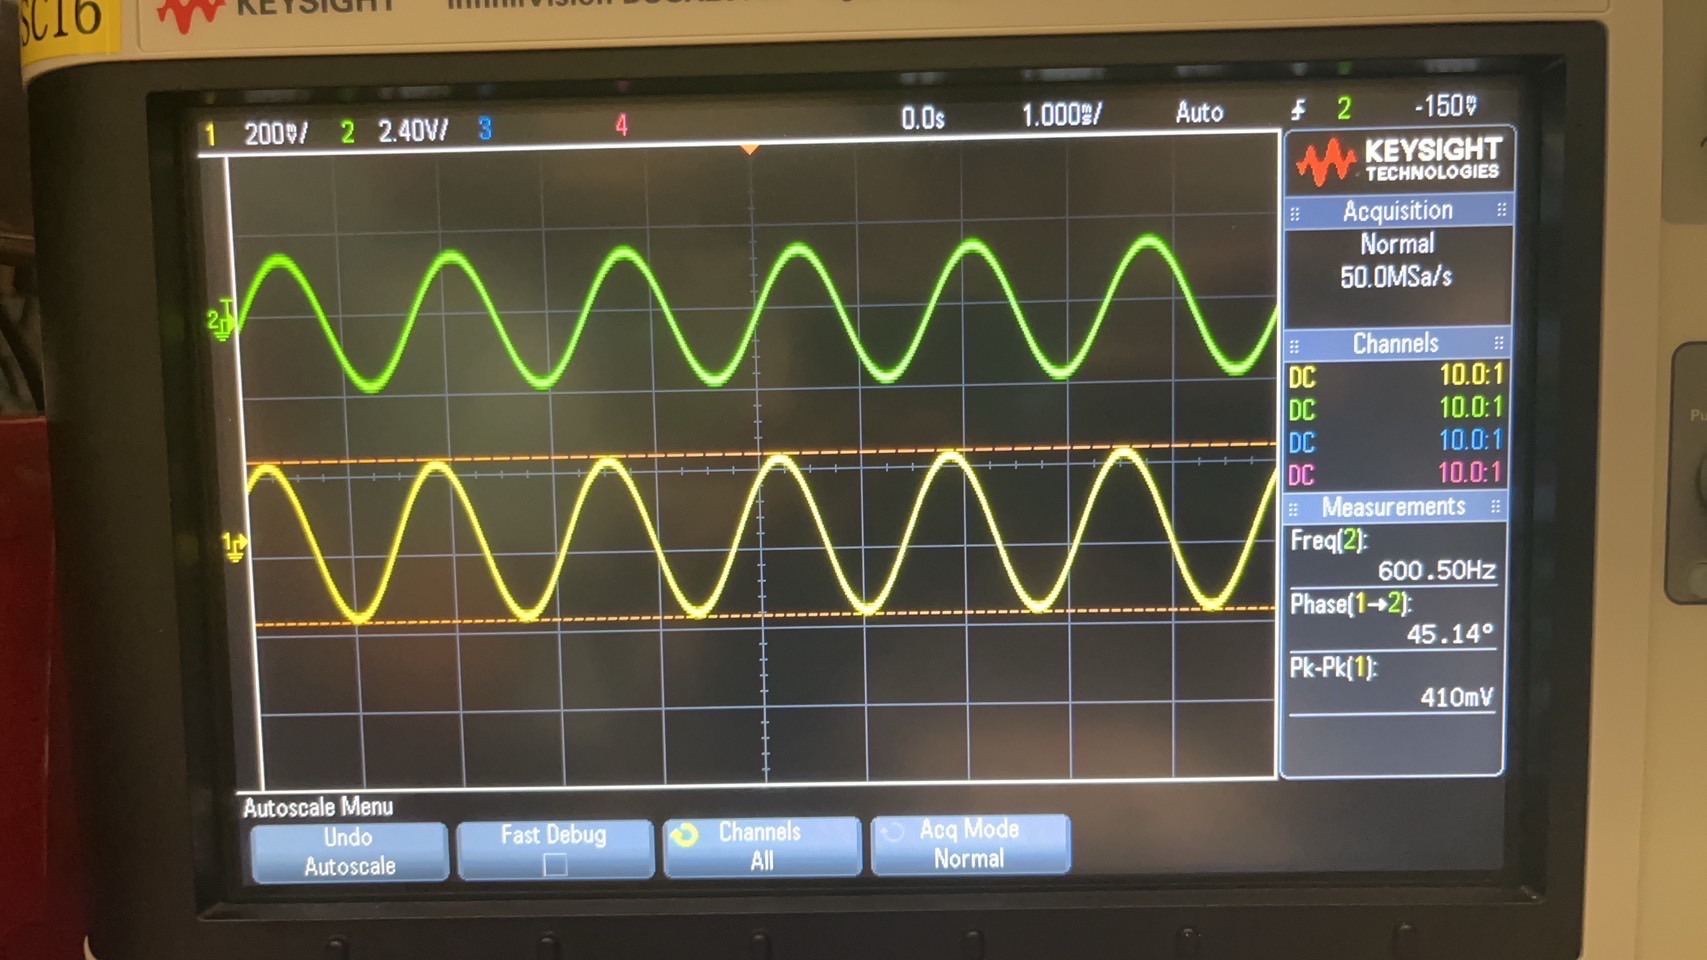 SC16
KEYSIGHT
1 200mV/ 2 2.40V/ 3 4 0.0s 1.000ms/ Auto 2 -150mV
KEYSIGHT
TECHNOLOGIES
Acquisition
Normal
50.0MSa/s
Channels
DC 10.0:1
DC 10.0:1
DC 10.0:1
DC 10.0:1
Measurements
Freq(2):
600.50Hz
Phase(1→2):
45.14°
Pk-Pk(1):
410mV
T
2
1
Autoscale Menu
Undo
Autoscale
Fast Debug
Channels
All
Acq Mode
Normal